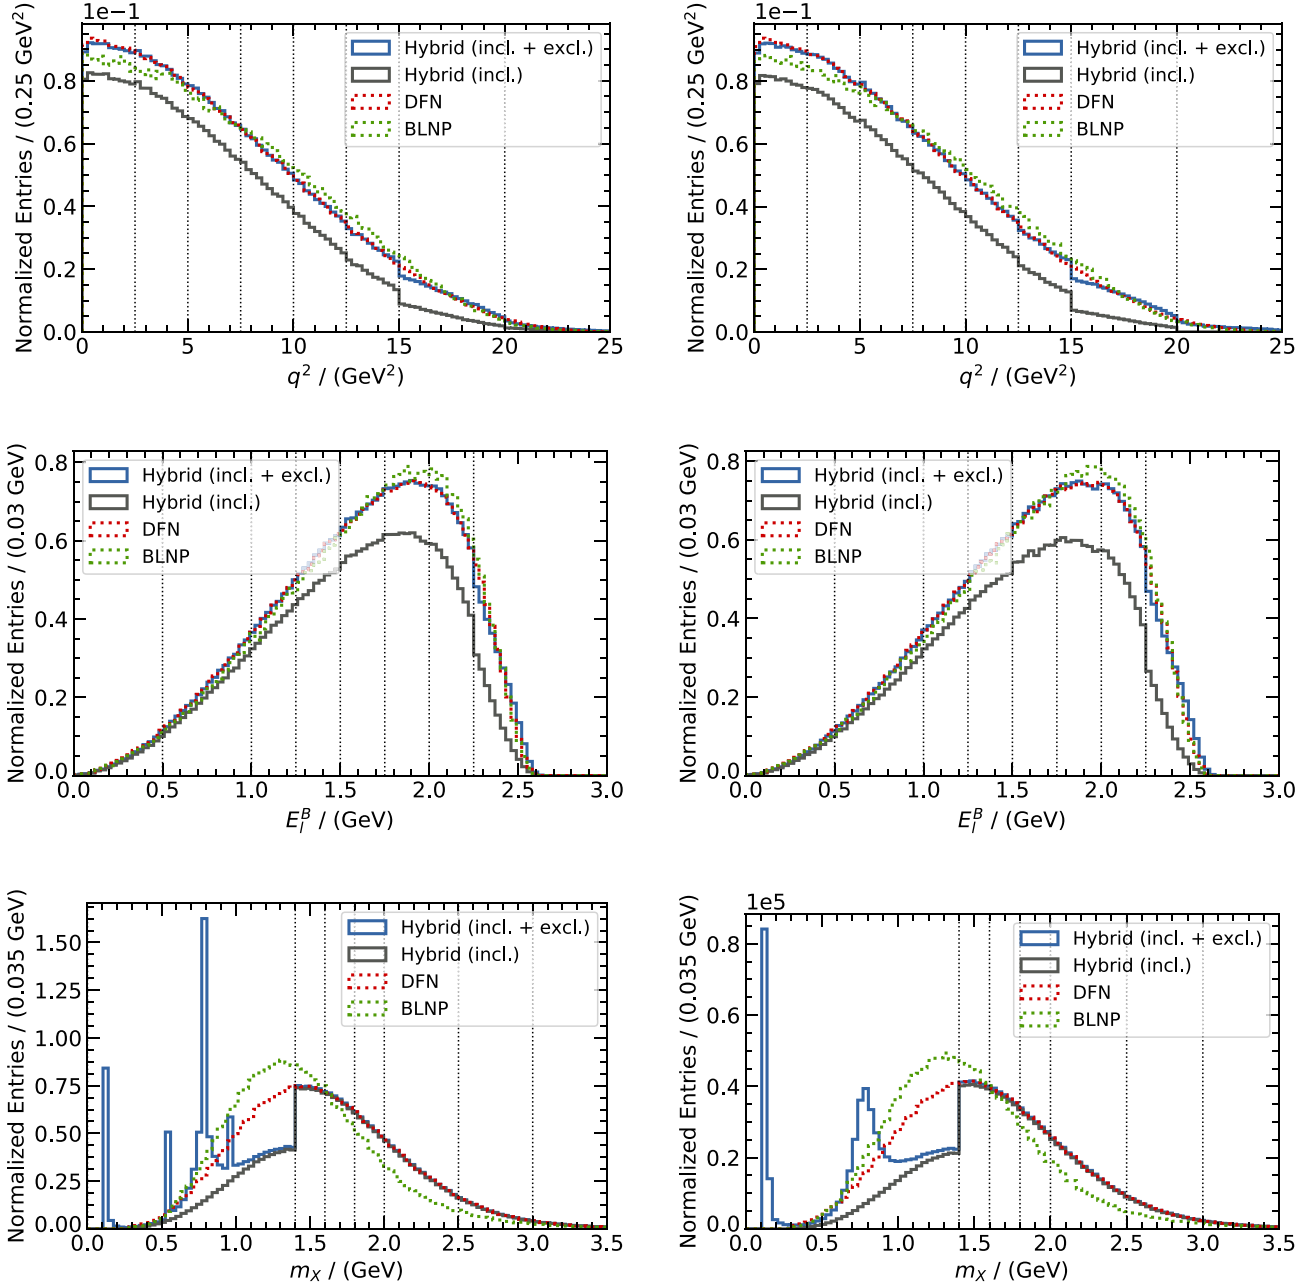 1e−1
Normalized Entries / (0.25 GeV²)
0.8
0.6
0.4
0.2
0.0
Hybrid (incl. + excl.)
Hybrid (incl.)
DFN
BLNP
0 5 10 15 20 25
q² / (GeV²)
1e−1
Normalized Entries / (0.25 GeV²)
0.8
0.6
0.4
0.2
0.0
Hybrid (incl. + excl.)
Hybrid (incl.)
DFN
BLNP
0 5 10 15 20 25
q² / (GeV²)
Normalized Entries / (0.03 GeV)
0.8
0.6
0.4
0.2
0.0
Hybrid (incl. + excl.)
Hybrid (incl.)
DFN
BLNP
0.0 0.5 1.0 1.5 2.0 2.5 3.0
E_l^B / (GeV)
Normalized Entries / (0.03 GeV)
0.8
0.6
0.4
0.2
0.0
Hybrid (incl. + excl.)
Hybrid (incl.)
DFN
BLNP
0.0 0.5 1.0 1.5 2.0 2.5 3.0
E_l^B / (GeV)
Normalized Entries / (0.035 GeV)
1.50
1.25
1.00
0.75
0.50
0.25
0.00
Hybrid (incl. + excl.)
Hybrid (incl.)
DFN
BLNP
0.0 0.5 1.0 1.5 2.0 2.5 3.0 3.5
m_X / (GeV)
1e5
Normalized Entries / (0.035 GeV)
0.8
0.6
0.4
0.2
0.0
Hybrid (incl. + excl.)
Hybrid (incl.)
DFN
BLNP
0.0 0.5 1.0 1.5 2.0 2.5 3.0 3.5
m_X / (GeV)